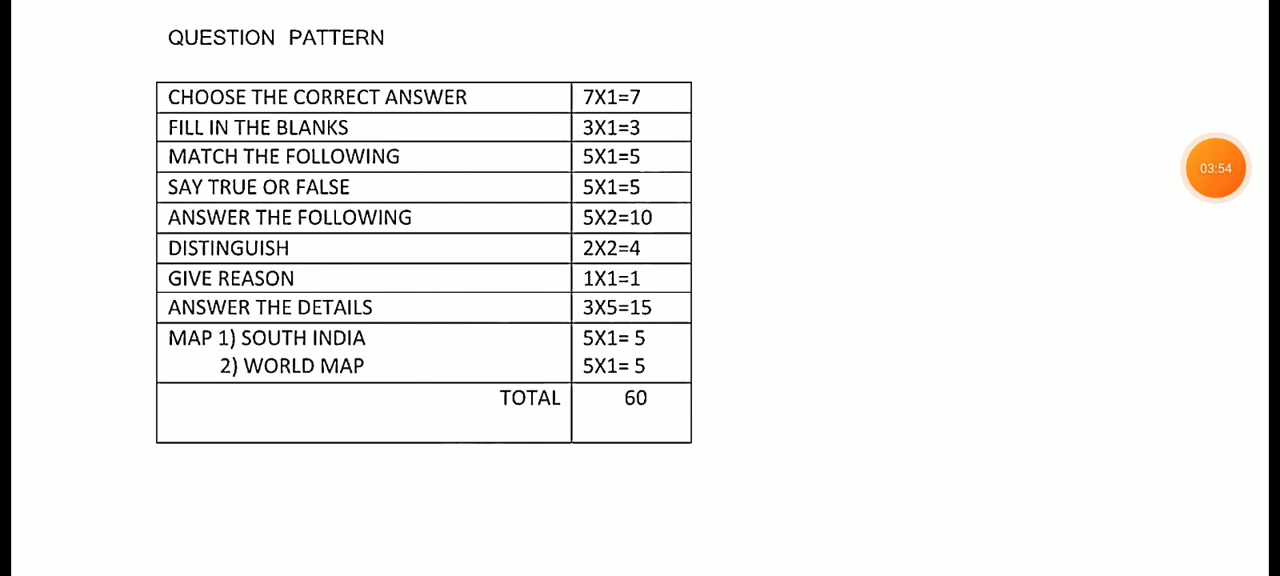 QUESTION PATTERN
CHOOSE THE CORRECT ANSWER 7X1=7
FILL IN THE BLANKS 3X1=3
MATCH THE FOLLOWING 5X1=5
SAY TRUE OR FALSE 5X1=5
ANSWER THE FOLLOWING 5X2=10
DISTINGUISH 2X2=4
GIVE REASON 1X1=1
ANSWER THE DETAILS 3X5=15
MAP 1) SOUTH INDIA 5X1= 5
2) WORLD MAP 5X1= 5
TOTAL 60
03:54